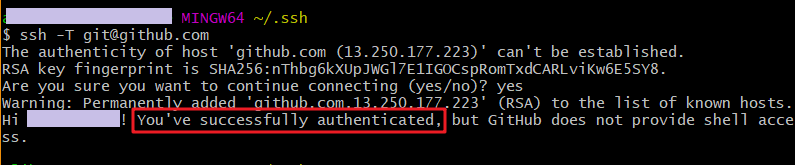 MINGW64 ~/.ssh
$ ssh -T git@github.com
The authenticity of host 'github.com (13.250.177.223)' can't be established.
RSA key fingerprint is SHA256:nThbg6kXUpJWGl7E1IGOCspRomTxdCARLviKw6E5SY8.
Are you sure you want to continue connecting (yes/no)? yes
Warning: Permanently added 'github.com,13.250.177.223' (RSA) to the list of known hosts.
Hi ! You've successfully authenticated, but GitHub does not provide shell acce
ss.